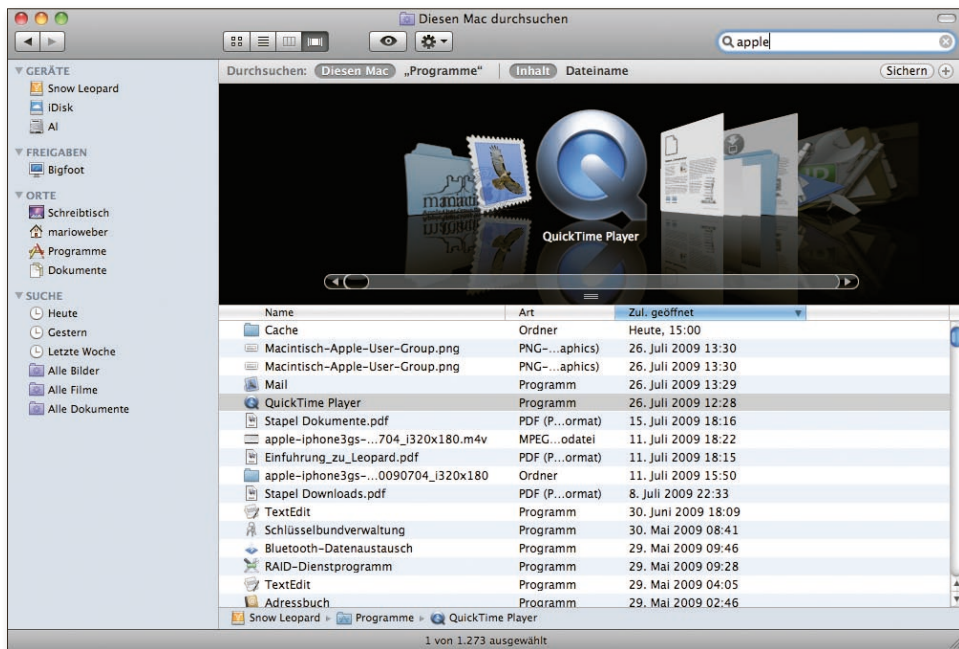 Diesen Mac durchsuchen
apple
GERÄTE
Snow Leopard
iDisk
AI
FREIGABEN
Bigfoot
ORTE
Schreibtisch
marioweber
Programme
Dokumente
SUCHE
Heute
Gestern
Letzte Woche
Alle Bilder
Alle Filme
Alle Dokumente
Durchsuchen: Diesen Mac „Programme“ Inhalt Dateiname Sichern
QuickTime Player
Name Art Zul. geöffnet
Cache Ordner Heute, 15:00
Macintisch-Apple-User-Group.png PNG-...aphics) 26. Juli 2009 13:30
Macintisch-Apple-User-Group.png PNG-...aphics) 26. Juli 2009 13:30
Mail Programm 26. Juli 2009 13:29
QuickTime Player Programm 26. Juli 2009 12:28
Stapel Dokumente.pdf PDF (P...ormat) 15. Juli 2009 18:16
apple-iphone3gs-...704_i320x180.m4v MPEG...odatei 11. Juli 2009 18:22
Einfuhrung_zu_Leopard.pdf PDF (P...ormat) 11. Juli 2009 18:15
apple-iphone3gs-...0090704_i320x180 Ordner 11. Juli 2009 15:50
Stapel Downloads.pdf PDF (P...ormat) 8. Juli 2009 22:33
TextEdit Programm 30. Juni 2009 18:09
Schlüsselbundverwaltung Programm 30. Mai 2009 08:41
Bluetooth-Datenaustausch Programm 29. Mai 2009 09:46
RAID-Dienstprogramm Programm 29. Mai 2009 09:28
TextEdit Programm 29. Mai 2009 04:05
Adressbuch Programm 29. Mai 2009 02:46
Snow Leopard ▸ Programme ▸ QuickTime Player
1 von 1.273 ausgewählt